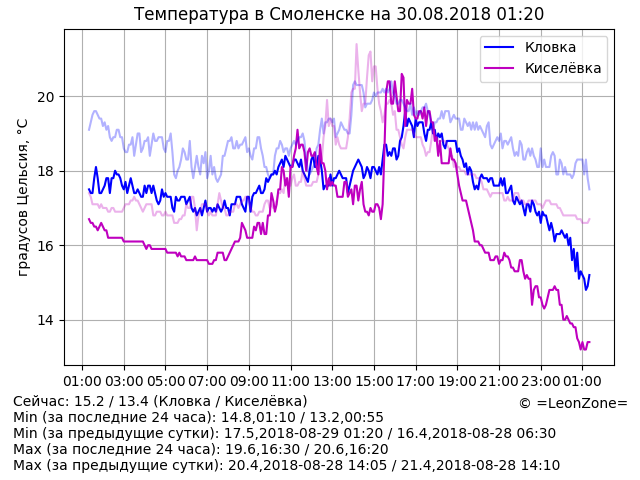 Температура в Смоленске на 30.08.2018 01:20
Кловка
Киселёвка
градусов Цельсия, °C
20
18
16
14
01:00 03:00 05:00 07:00 09:00 11:00 13:00 15:00 17:00 19:00 21:00 23:00 01:00
Сейчас: 15.2 / 13.4 (Кловка / Киселёвка)
© =LeonZone=
Min (за последние 24 часа): 14.8,01:10 / 13.2,00:55
Min (за предыдущие сутки): 17.5,2018-08-29 01:20 / 16.4,2018-08-28 06:30
Max (за последние 24 часа): 19.6,16:30 / 20.6,16:20
Max (за предыдущие сутки): 20.4,2018-08-28 14:05 / 21.4,2018-08-28 14:10